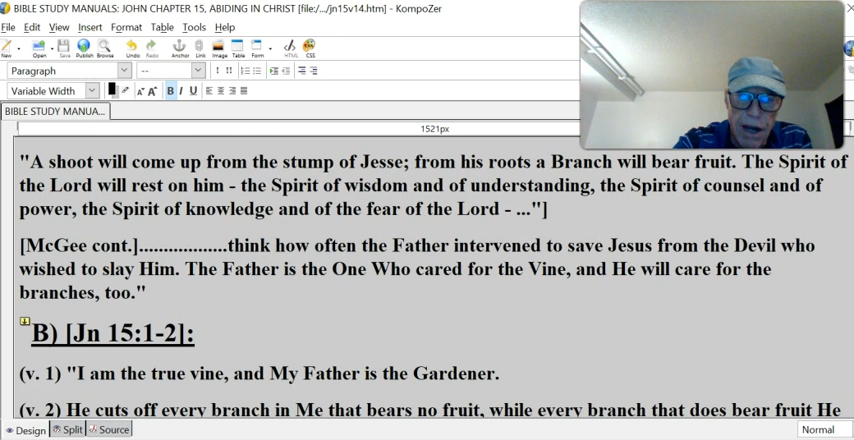 BIBLE STUDY MANUALS: JOHN CHAPTER 15, ABIDING IN CHRIST [file:/.../jn15v14.htm] - KompoZer
File Edit View Insert Format Table Tools Help
New Open Save Publish Browse Undo Redo Anchor Link Image Table Form HTML CSS
Paragraph --
Variable Width A A B I U
BIBLE STUDY MANUA...
1521px
"A shoot will come up from the stump of Jesse; from his roots a Branch will bear fruit. The Spirit of
the Lord will rest on him - the Spirit of wisdom and of understanding, the Spirit of counsel and of
power, the Spirit of knowledge and of the fear of the Lord - ..."]
[McGee cont.]..................think how often the Father intervened to save Jesus from the Devil who
wished to slay Him. The Father is the One Who cared for the Vine, and He will care for the
branches, too."
B) [Jn 15:1-2]:
(v. 1) "I am the true vine, and My Father is the Gardener.
(v. 2) He cuts off every branch in Me that bears no fruit, while every branch that does bear fruit He
Design Split Source Normal